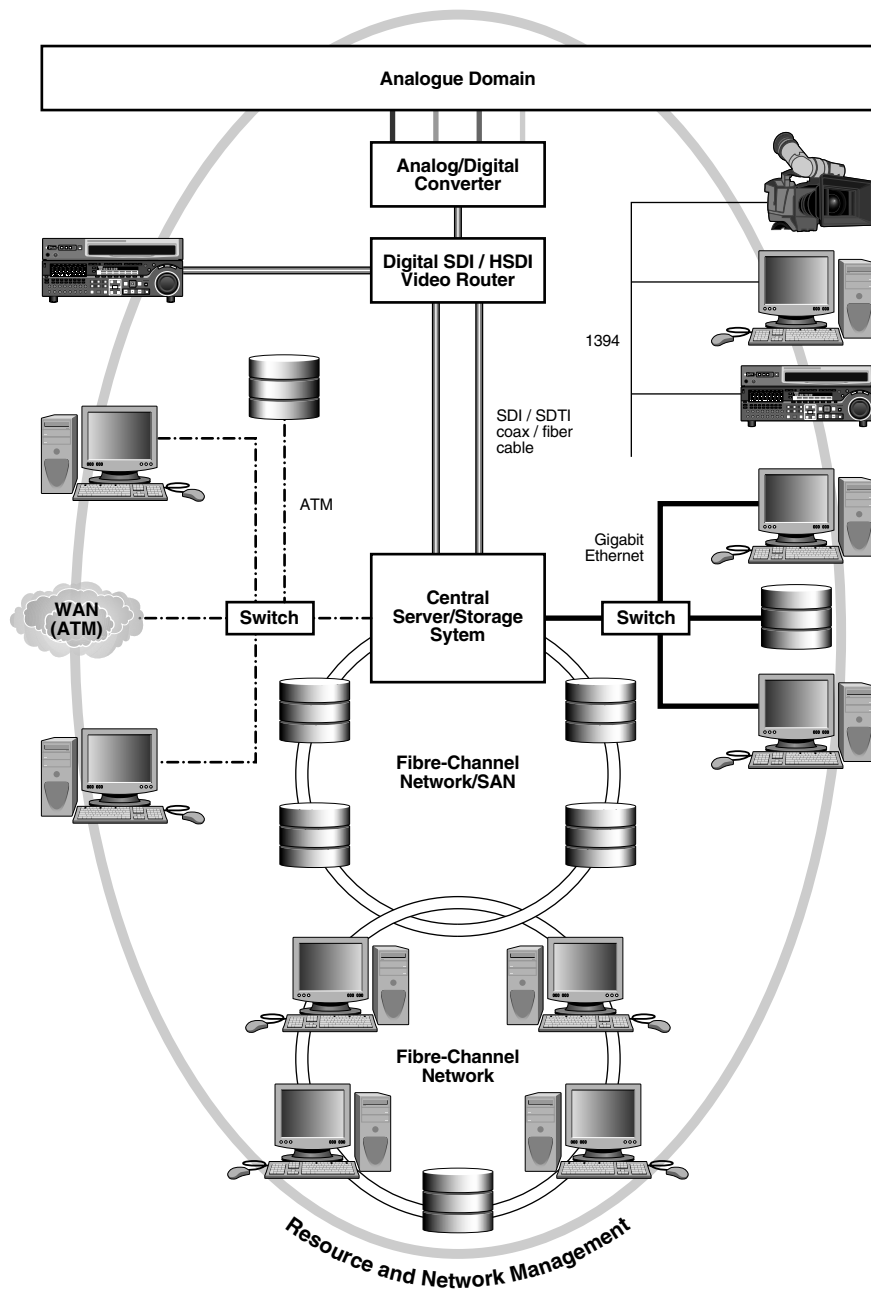 Analogue Domain
Analog/Digital
Converter
Digital SDI / HSDI
Video Router
1394
SDI / SDTI
coax / fiber
cable
ATM
Gigabit
Ethernet
WAN
(ATM)
Switch
Central
Server/Storage
Sytem
Switch
Fibre-Channel
Network/SAN
Fibre-Channel
Network
Resource and Network Management